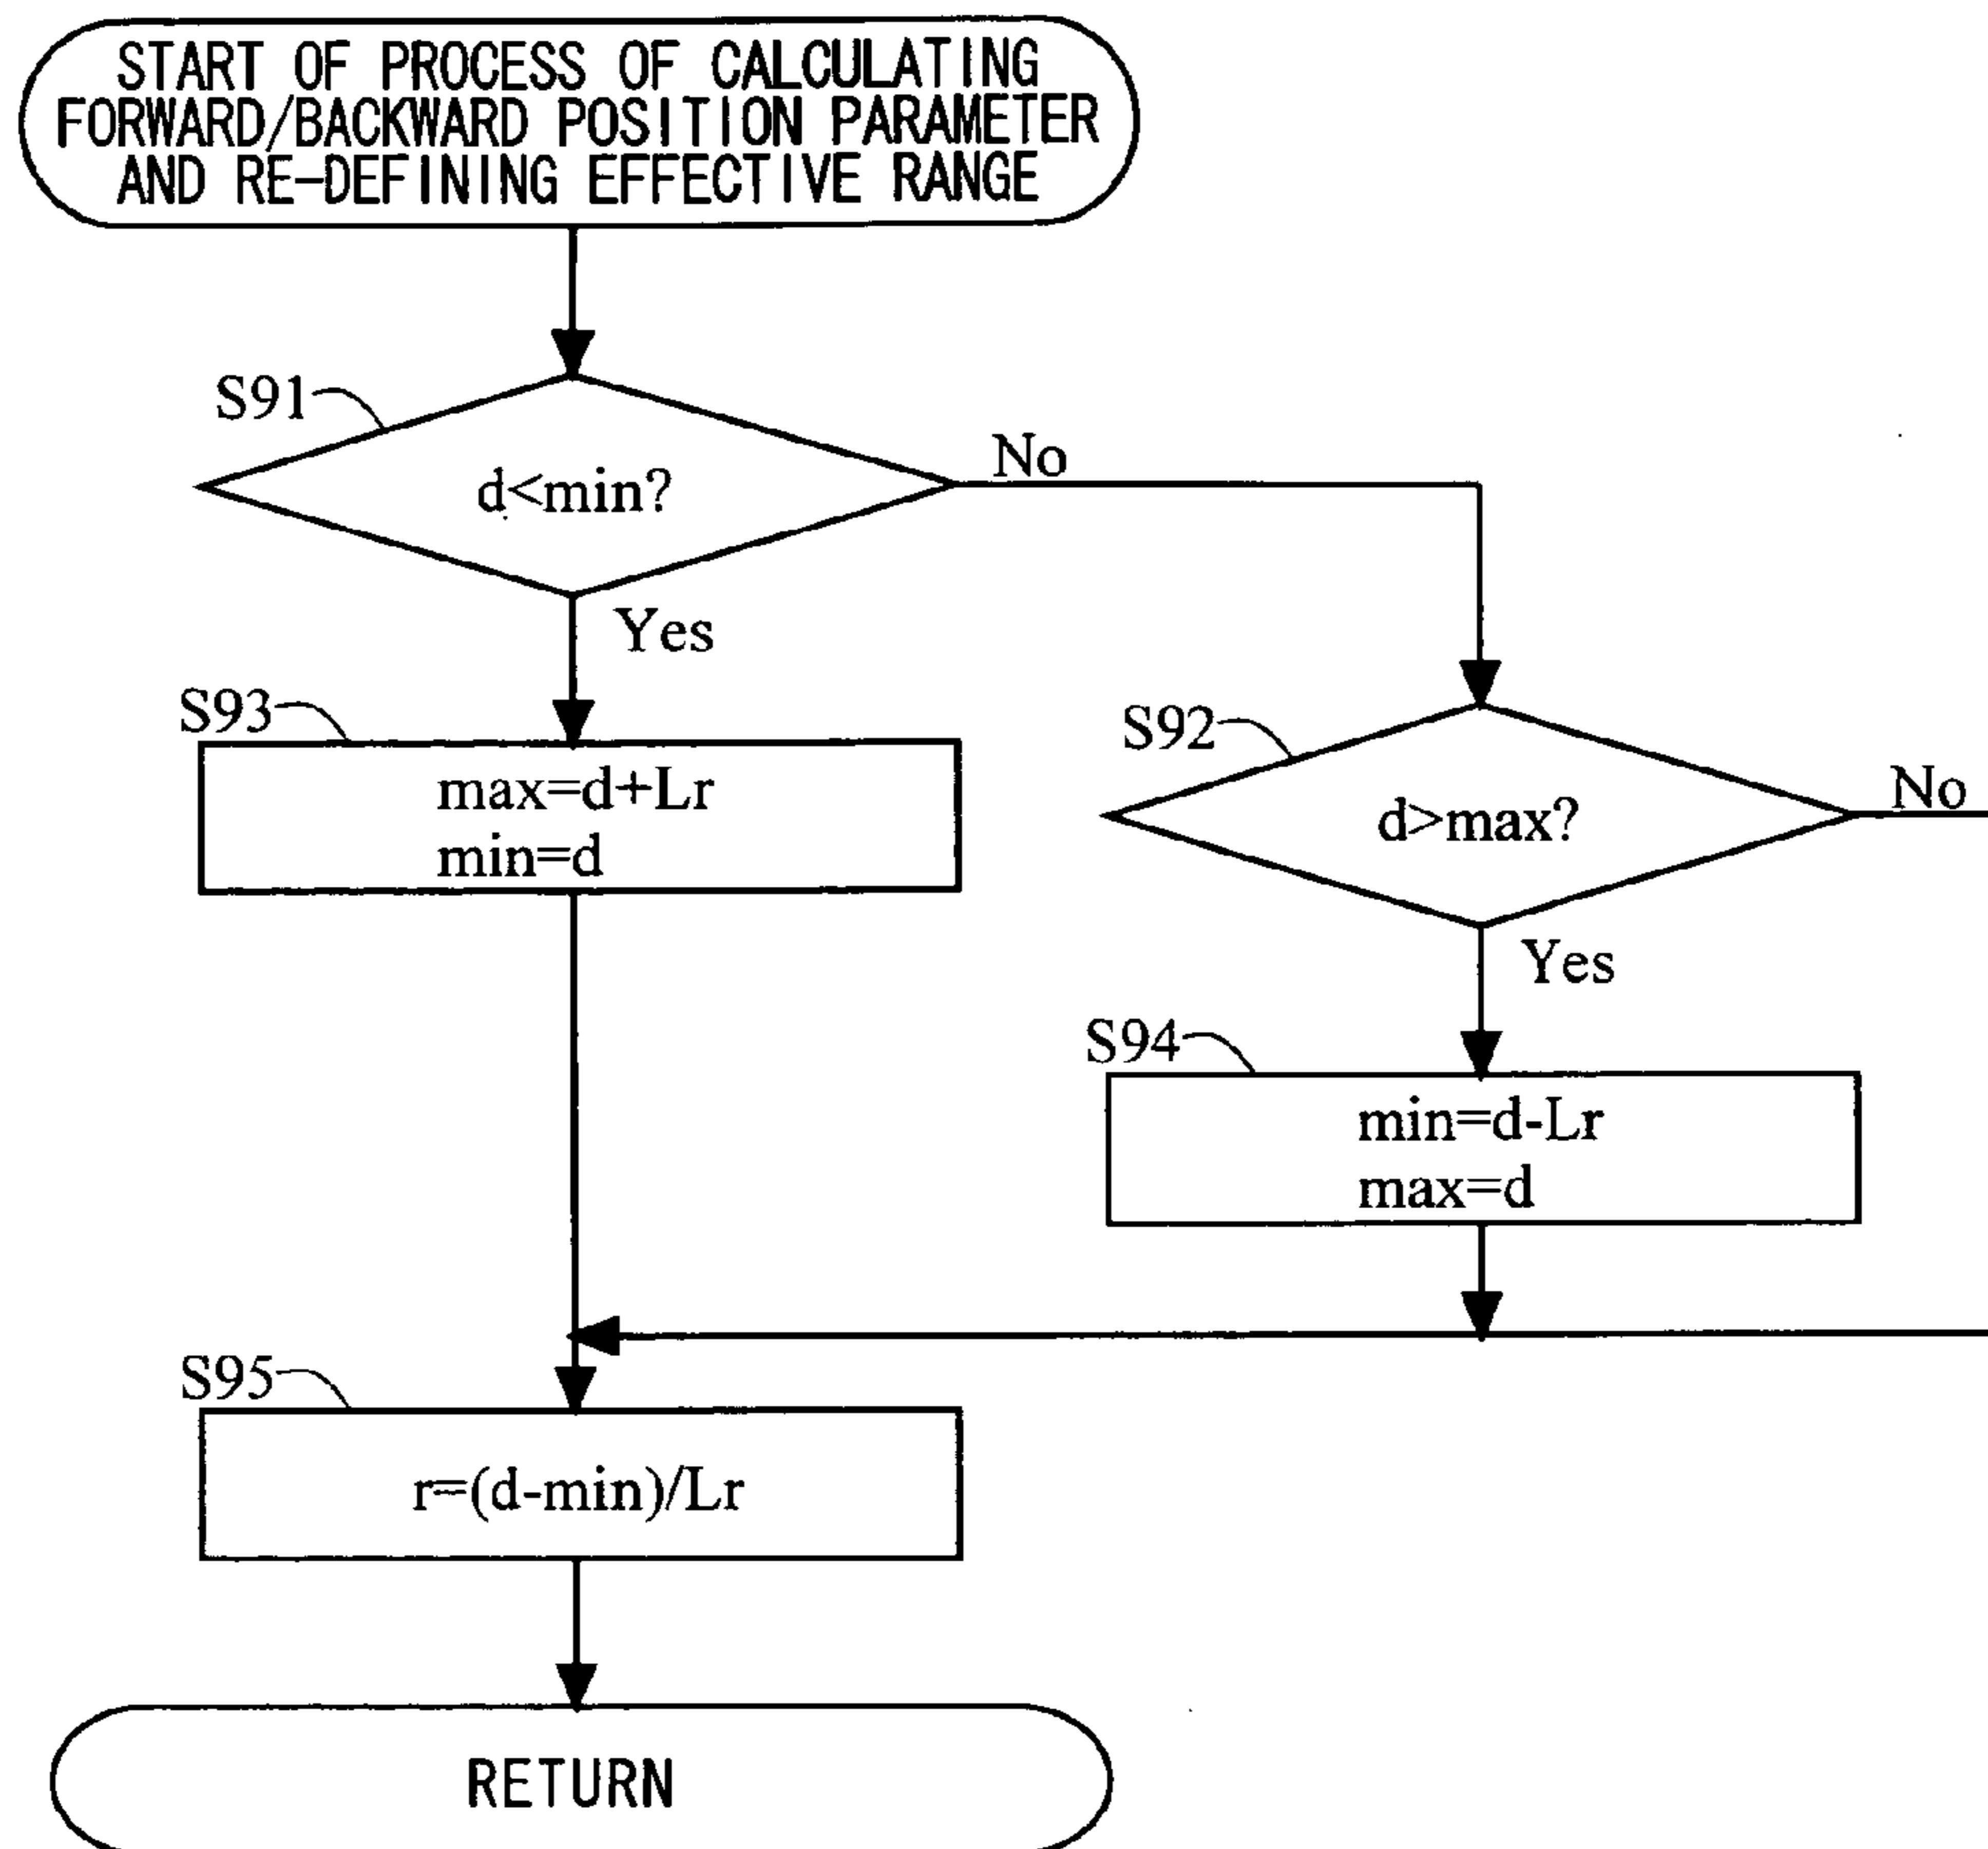 START OF PROCESS OF CALCULATING
FORWARD/BACKWARD POSITION PARAMETER
AND RE-DEFINING EFFECTIVE RANGE
S91
d<min?
No
Yes
S93
max=d+Lr
min=d
S92
d>max?
No
Yes
S94
min=d-Lr
max=d
S95
r=(d-min)/Lr
RETURN